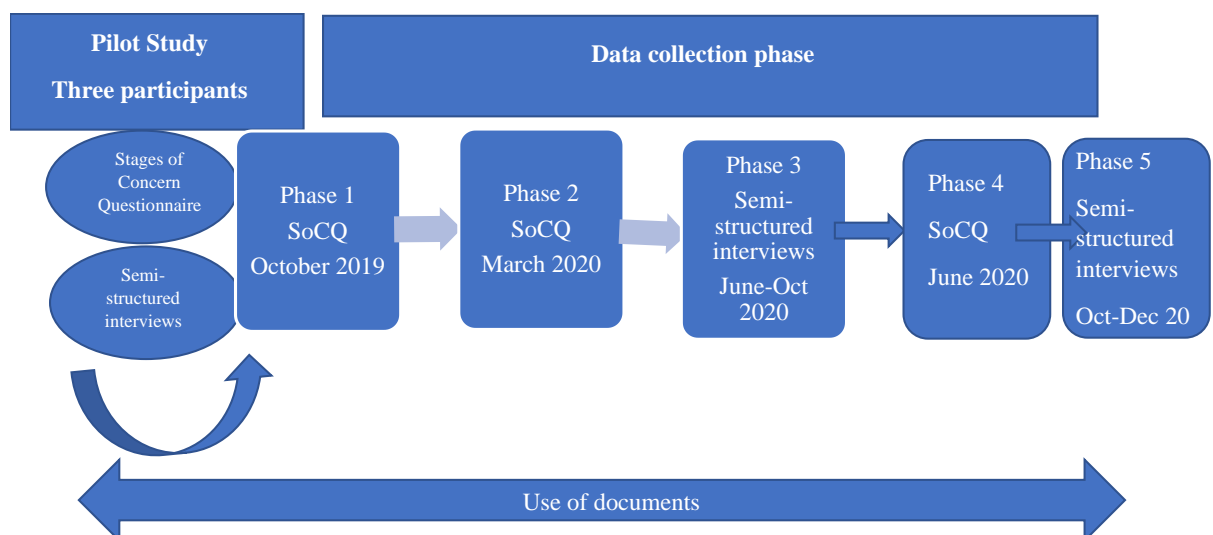 Pilot Study
Three participants
Data collection phase
Stages of
Concern
Questionnaire
Semi-
structured
interviews
Phase 1
SoCQ
October 2019
Phase 2
SoCQ
March 2020
Phase 3
Semi-
structured
interviews
June-Oct
2020
Phase 4
SoCQ
June 2020
Phase 5
Semi-
structured
interviews
Oct-Dec 20
Use of documents